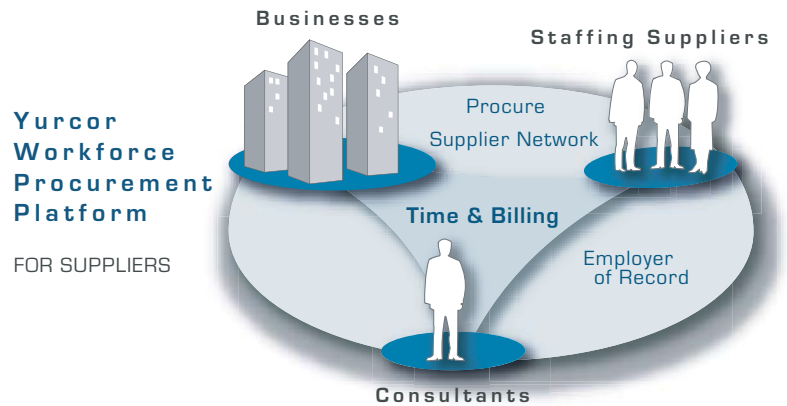 Businesses
Staffing Suppliers
Yurcor
Workforce
Procurement
Platform
FOR SUPPLIERS
Procure
Supplier Network
Time & Billing
Employer
of Record
Consultants